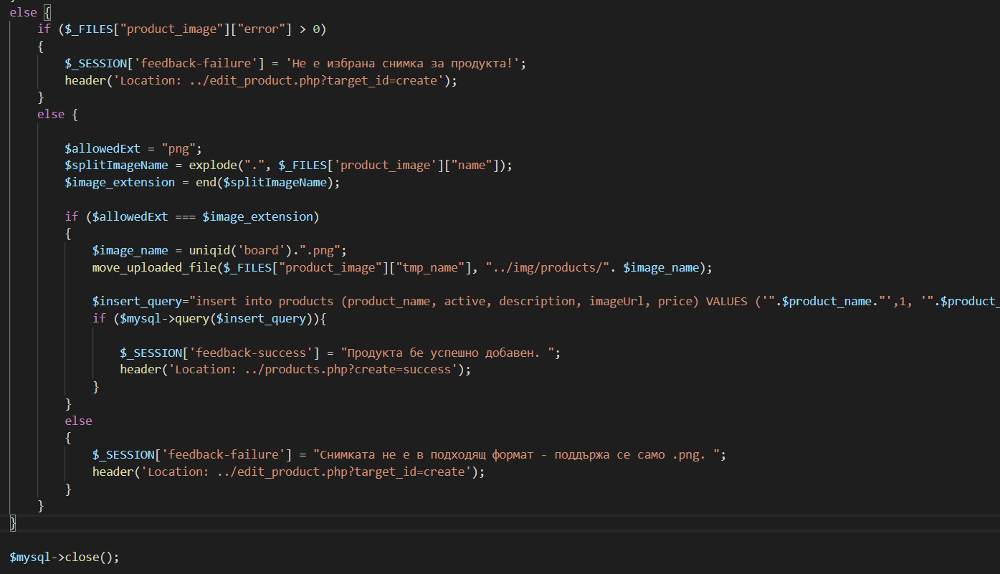 else {
if ($_FILES["product_image"]["error"] > 0)
{
$_SESSION['feedback-failure'] = 'Не е избрана снимка за продукта!';
header('Location: ../edit_product.php?target_id=create');
}
else {
$allowedExt = "png";
$splitImageName = explode(".", $_FILES['product_image']["name"]);
$image_extension = end($splitImageName);
if ($allowedExt === $image_extension)
{
$image_name = uniqid('board').".png";
move_uploaded_file($_FILES["product_image"]["tmp_name"], "../img/products/". $image_name);
$insert_query="insert into products (product_name, active, description, imageUrl, price) VALUES ('".$product_name."',1, '".$product_
if ($mysql->query($insert_query)){
$_SESSION['feedback-success'] = "Продукта бе успешно добавен. ";
header('Location: ../products.php?create=success');
}
}
else
{
$_SESSION['feedback-failure'] = "Снимката не е в подходящ формат - поддържа се само .png. ";
header('Location: ../edit_product.php?target_id=create');
}
}
}
$mysql->close();